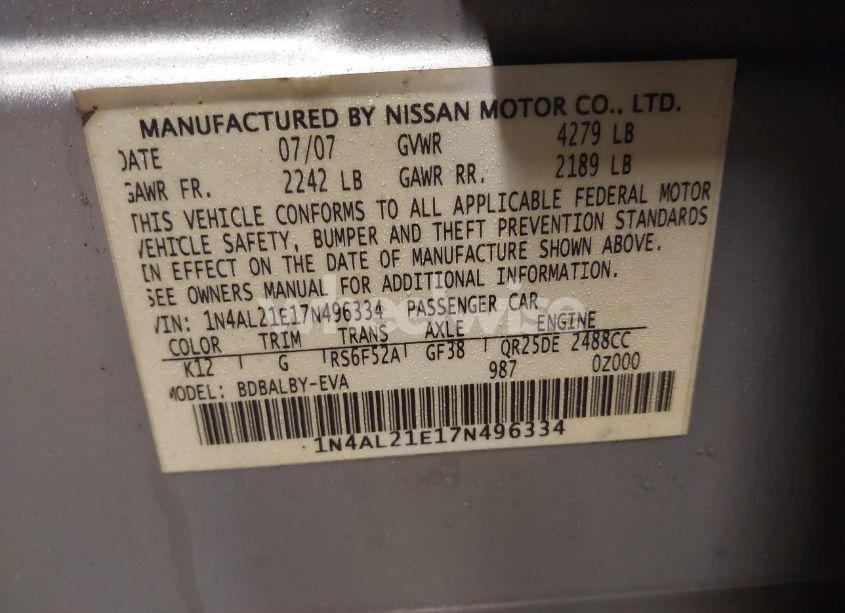 MANUFACTURED BY NISSAN MOTOR CO., LTD.
DATE 07/07 GVWR 4279 LB
GAWR FR. 2242 LB GAWR RR. 2189 LB
THIS VEHICLE CONFORMS TO ALL APPLICABLE FEDERAL MOTOR
VEHICLE SAFETY, BUMPER AND THEFT PREVENTION STANDARDS
IN EFFECT ON THE DATE OF MANUFACTURE SHOWN ABOVE.
SEE OWNERS MANUAL FOR ADDITIONAL INFORMATION.
VIN: 1N4AL21E17N496334 PASSENGER CAR
COLOR TRIM TRANS AXLE ENGINE
K12 G RS6F52A GF38 QR25DE 2488CC
987 0Z000
MODEL: BDBALBY-EVA
1N4AL21E17N496334